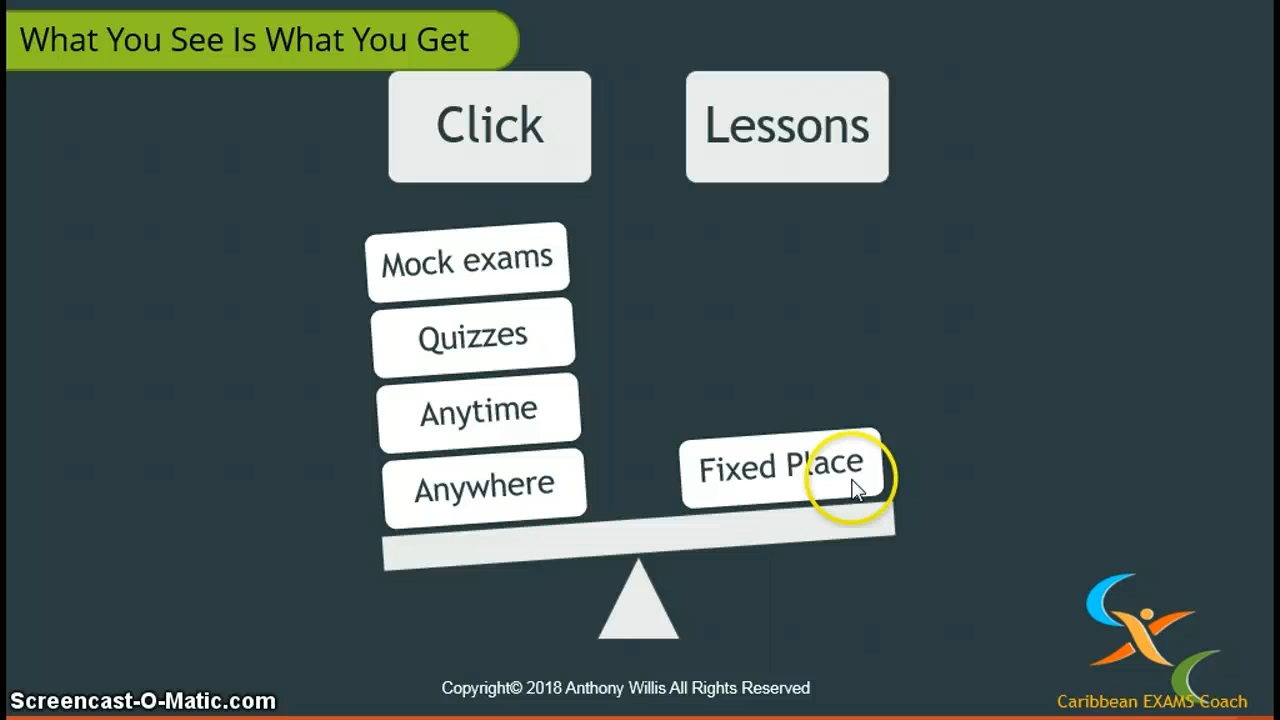 What You See Is What You Get
Click
Lessons
Mock exams
Quizzes
Anytime
Anywhere
Fixed Place
Copyright© 2018 Anthony Willis All Rights Reserved
Caribbean EXAMS Coach
Screencast-O-Matic.com